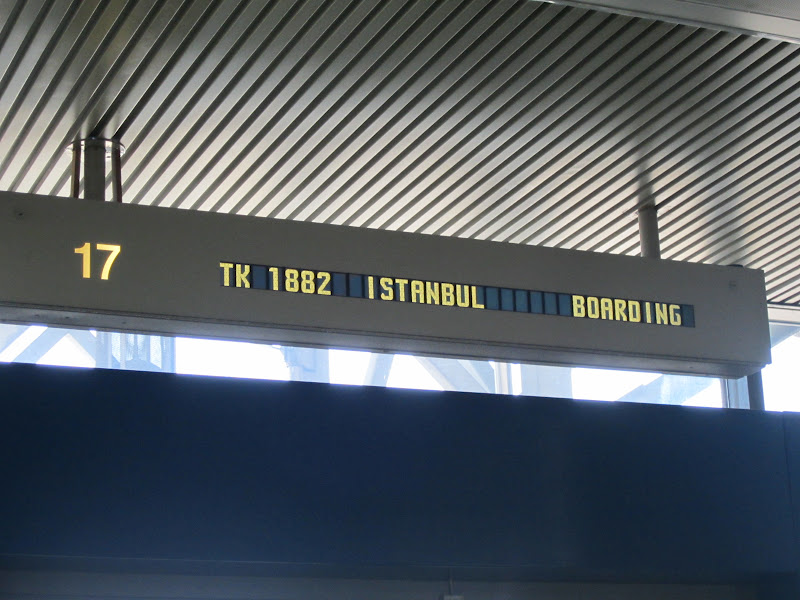 17 TK 1882 ISTANBUL BOARDING